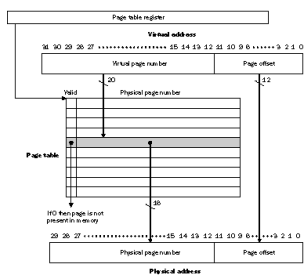 Page table register
Virtual address
31 30 29 28 27 15 14 13 12 11 10 9 8 3 2 1 0
Virtual page number Page offset
20 12
Valid Physical page number
Page table
18
If 0 then page is not
present in memory
29 28 27 15 14 13 12 11 10 9 8 3 2 1 0
Physical page number Page offset
Physical address